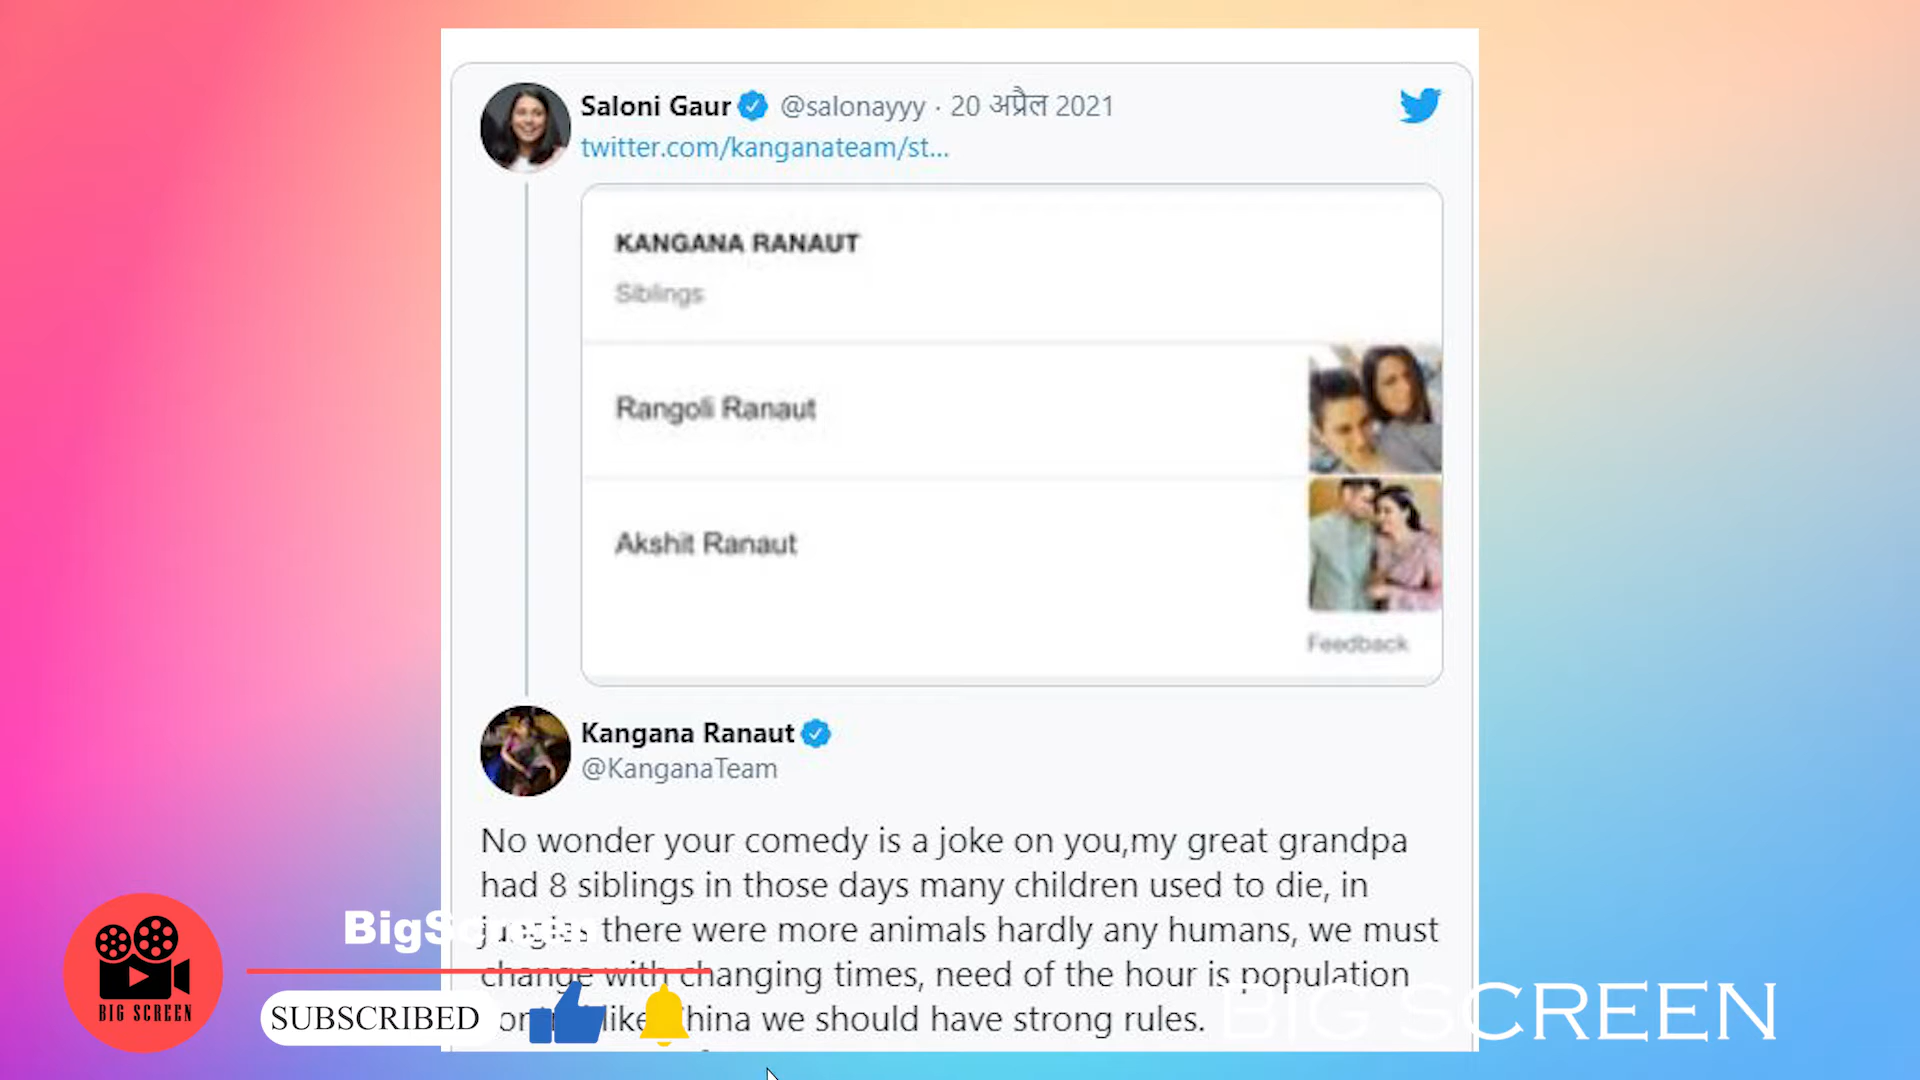 Saloni Gaur @salonayyy · 20 अप्रैल 2021
twitter.com/kanganateam/st...
KANGANA RANAUT
Siblings
Rangoli Ranaut
Akshit Ranaut
Feedback
Kangana Ranaut
@KanganaTeam
No wonder your comedy is a joke on you,my great grandpa
had 8 siblings in those days many children used to die, in
there were more animals hardly any humans, we must
change with changing times, need of the hour is population
like China we should have strong rules.
BigScreen
SUBSCRIBED
BIG SCREEN
BIG SCREEN